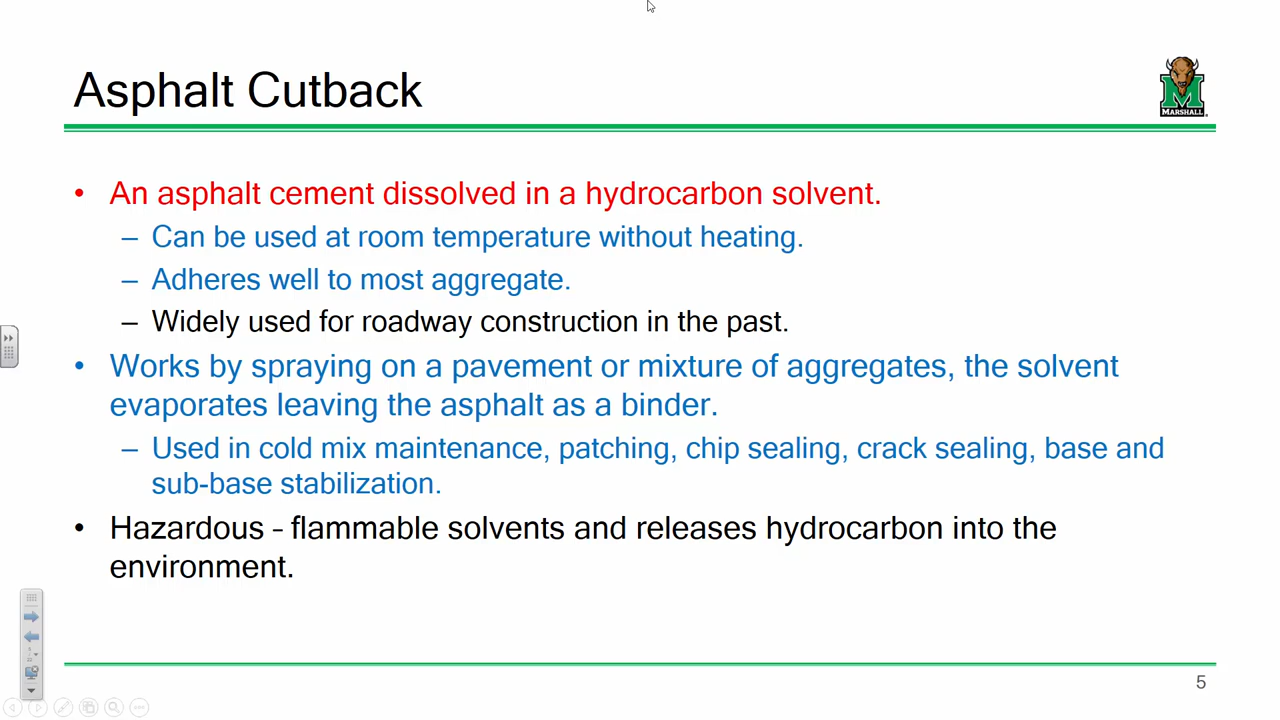 Asphalt Cutback
MARSHALL
• An asphalt cement dissolved in a hydrocarbon solvent.
– Can be used at room temperature without heating.
– Adheres well to most aggregate.
– Widely used for roadway construction in the past.
• Works by spraying on a pavement or mixture of aggregates, the solvent
evaporates leaving the asphalt as a binder.
– Used in cold mix maintenance, patching, chip sealing, crack sealing, base and
sub-base stabilization.
• Hazardous – flammable solvents and releases hydrocarbon into the
environment.
5